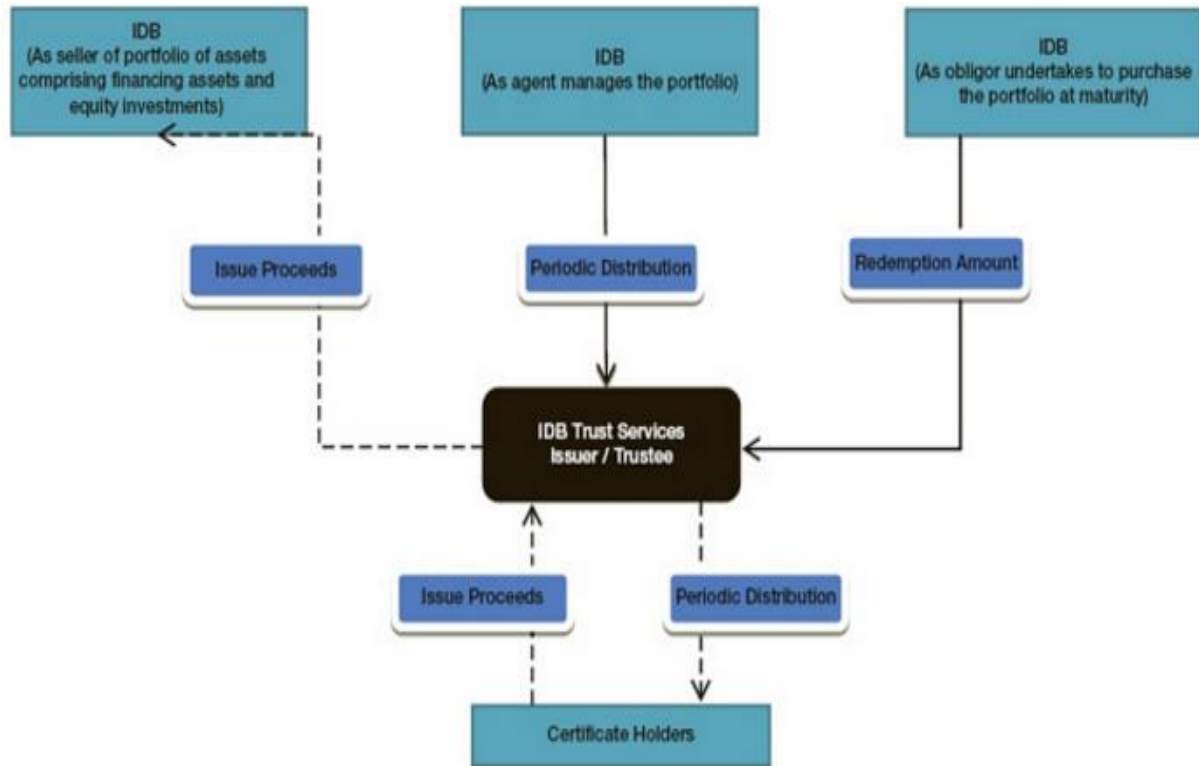 IDB
(As seller of portfolio of assets
comprising financing assets and
equity investments)
IDB
(As agent manages the portfolio)
IDB
(As obligor undertakes to purchase
the portfolio at maturity)
Issue Proceeds
Periodic Distribution
Redemption Amount
IDB Trust Services
Issuer / Trustee
Issue Proceeds
Periodic Distribution
Certificate Holders